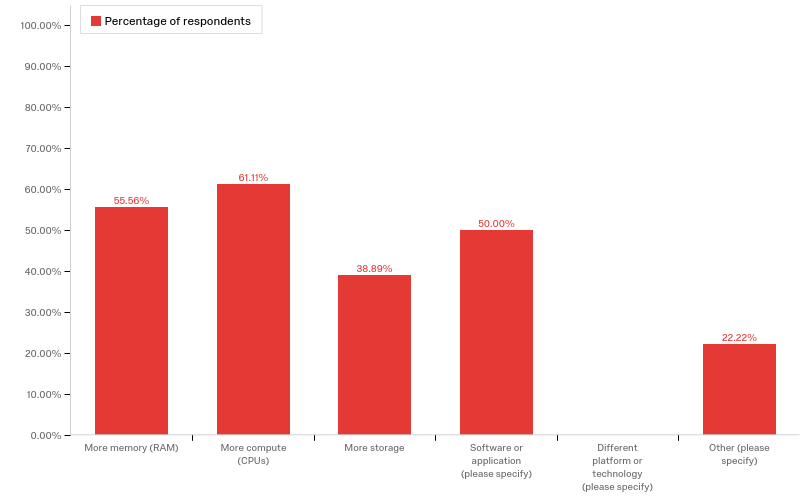 Percentage of respondents
100.00%
90.00%
80.00%
70.00%
60.00%
50.00%
40.00%
30.00%
20.00%
10.00%
0.00%
55.56%
61.11%
38.89%
50.00%
22.22%
More memory (RAM)
More compute
(CPUs)
More storage
Software or
application
(please specify)
Different
platform or
technology
(please specify)
Other (please
specify)